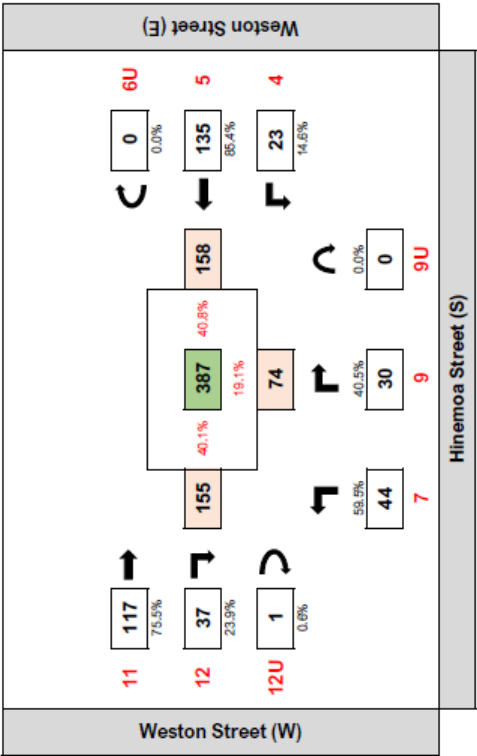 Weston Street (E)
6U 5 4
0 135 23
0.0% 85.4% 14.6%
158
40.8%
0.0% 0 9U
387
19.1%
74
40.5% 30 9
Hinemoa Street (S)
40.1%
155
59.5% 44 7
117 37 1
75.5% 23.9% 0.6%
11 12 12U
Weston Street (W)